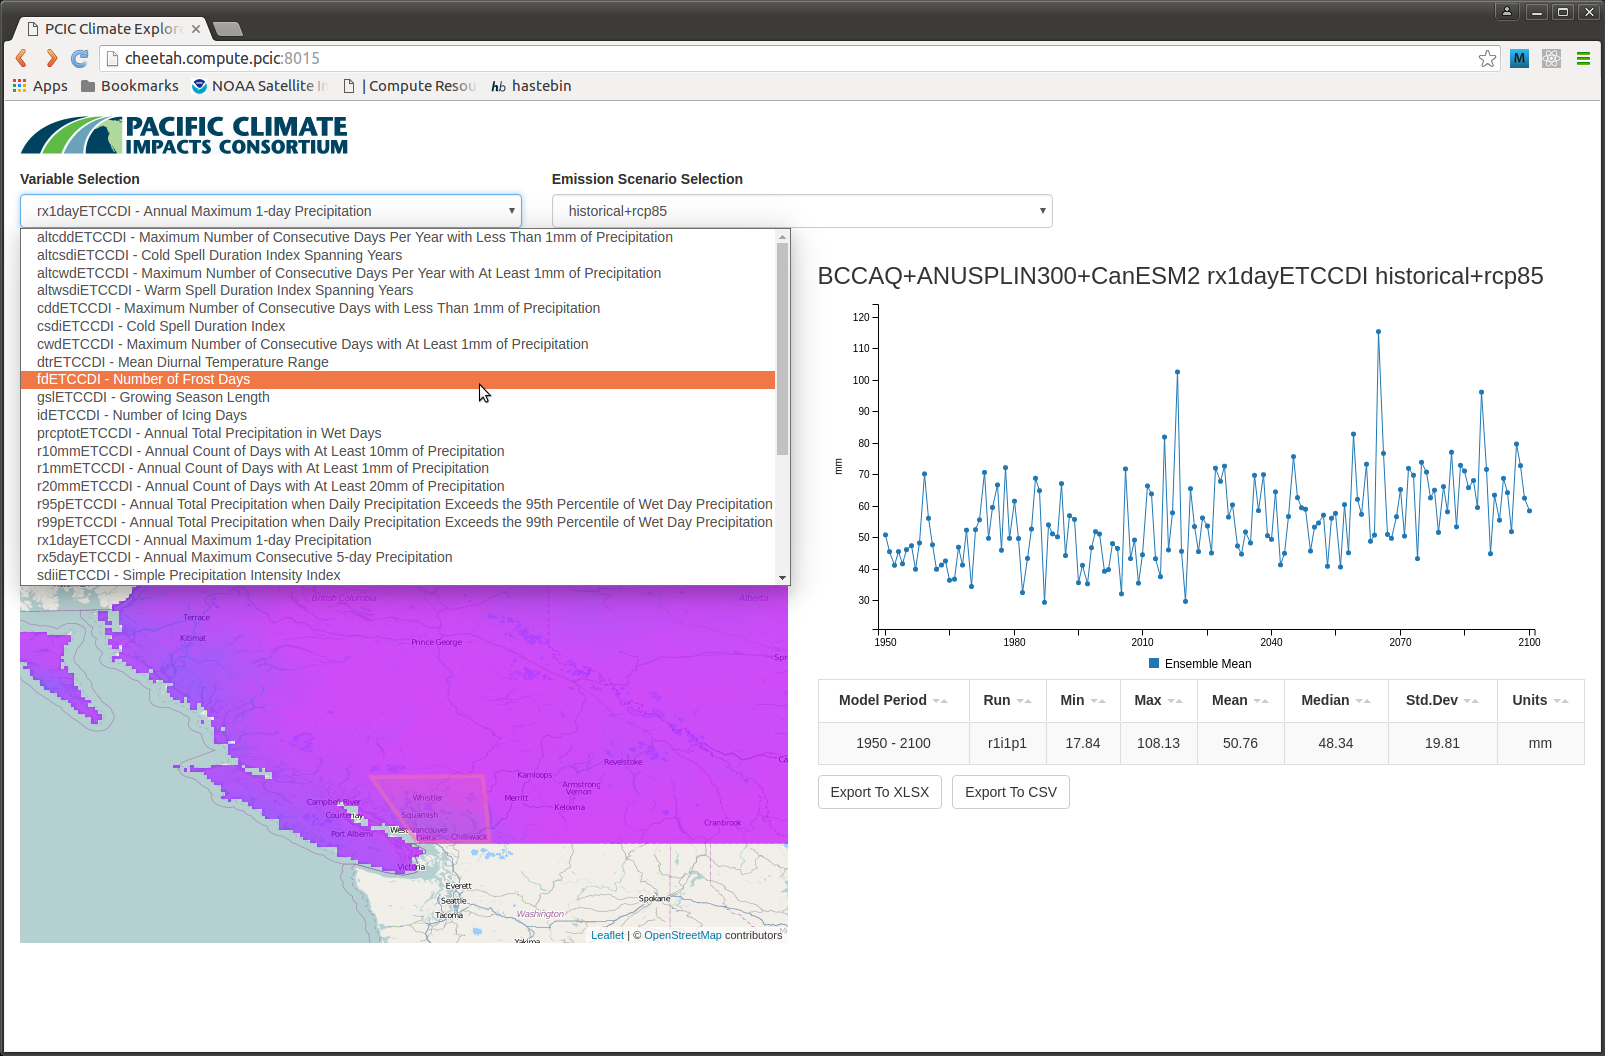 PCIC Climate Explor
cheetah.compute.pcic:8015
M
Apps
Bookmarks
NOAA Satellite
| Compute Resou
hb hastebin
PACIFIC CLIMATE
IMPACTS CONSORTIUM
Variable Selection
Emission Scenario Selection
rx1dayETCCDI - Annual Maximum 1-day Precipitation
historical+rcp85
altcddETCCDI - Maximum Number of Consecutive Days Per Year with Less Than 1mm of Precipitation
altcsdiETCCDI - Cold Spell Duration Index Spanning Years
altcwdETCCDI - Maximum Number of Consecutive Days Per Year with At Least 1mm of Precipitation
altwsdiETCCDI - Warm Spell Duration Index Spanning Years
cddETCCDI - Maximum Number of Consecutive Days with Less Than 1mm of Precipitation
csdiETCCDI - Cold Spell Duration Index
cwdETCCDI - Maximum Number of Consecutive Days with At Least 1mm of Precipitation
dtrETCCDI - Mean Diurnal Temperature Range
fdETCCDI - Number of Frost Days
gslETCCDI - Growing Season Length
idETCCDI - Number of Icing Days
prcptotETCCDI - Annual Total Precipitation in Wet Days
r10mmETCCDI - Annual Count of Days with At Least 10mm of Precipitation
r1mmETCCDI - Annual Count of Days with At Least 1mm of Precipitation
r20mmETCCDI - Annual Count of Days with At Least 20mm of Precipitation
r95pETCCDI - Annual Total Precipitation when Daily Precipitation Exceeds the 95th Percentile of Wet Day Precipitation
r99pETCCDI - Annual Total Precipitation when Daily Precipitation Exceeds the 99th Percentile of Wet Day Precipitation
rx1dayETCCDI - Annual Maximum 1-day Precipitation
rx5dayETCCDI - Annual Maximum Consecutive 5-day Precipitation
sdiiETCCDI - Simple Precipitation Intensity Index
British Columbia
Alberta
Terrace
Kitimat
Prince George
Spr
Revelstoke
Ca
Kamloops
Armstrong
Vernon
Merritt
Kelowna
Whistler
Campbell River
Courtenay
Squamish
Cranbrook
Port Alberni
West Vancouver
Delta
Chilliwack
Victoria
Everett
Seattle
Spokane
Tacoma
Washington
Yakima
Leaflet | © OpenStreetMap contributors
BCCAQ+ANUSPLIN300+CanESM2 rx1dayETCCDI historical+rcp85
120
110
100
90
80
70
60
50
40
30
mm
1950 1980 2010 2040 2070 2100
Ensemble Mean
Model Period Run Min Max Mean Median Std.Dev Units
1950 - 2100 r1i1p1 17.84 108.13 50.76 48.34 19.81 mm
Export To XLSX
Export To CSV